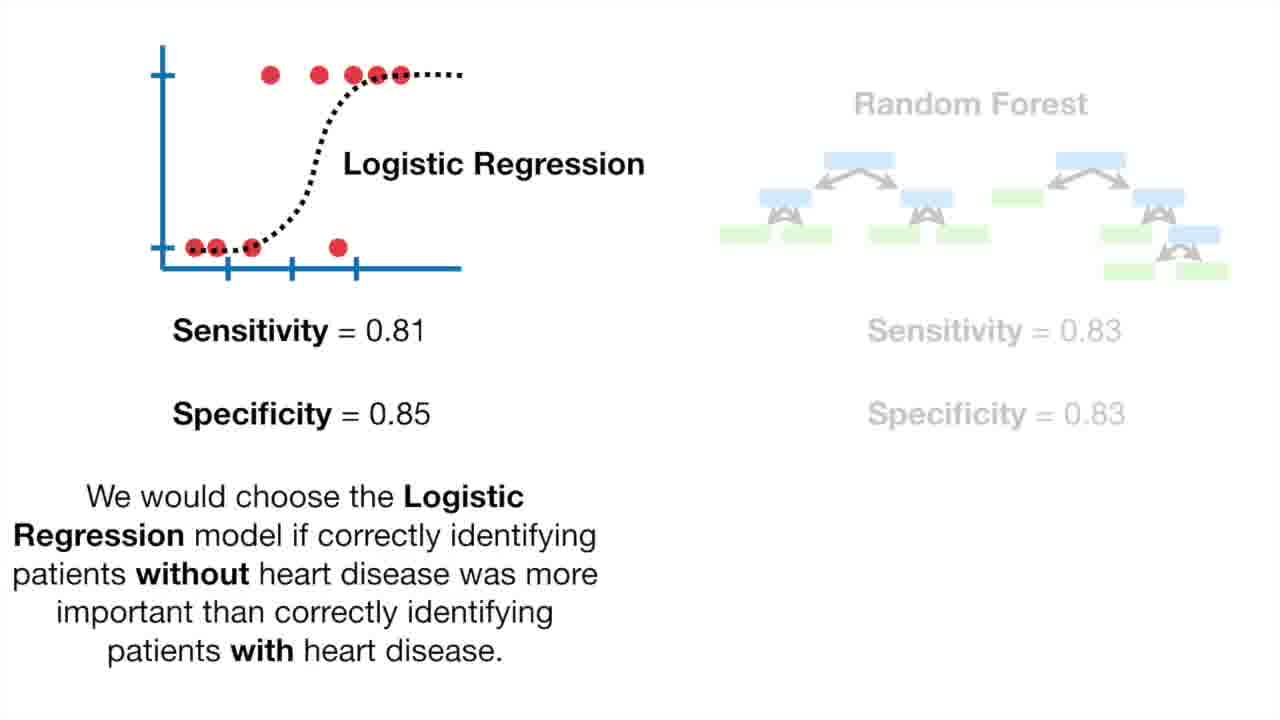 Logistic Regression
Sensitivity = 0.81
Specificity = 0.85
We would choose the Logistic
Regression model if correctly identifying
patients without heart disease was more
important than correctly identifying
patients with heart disease.
Random Forest
Sensitivity = 0.83
Specificity = 0.83